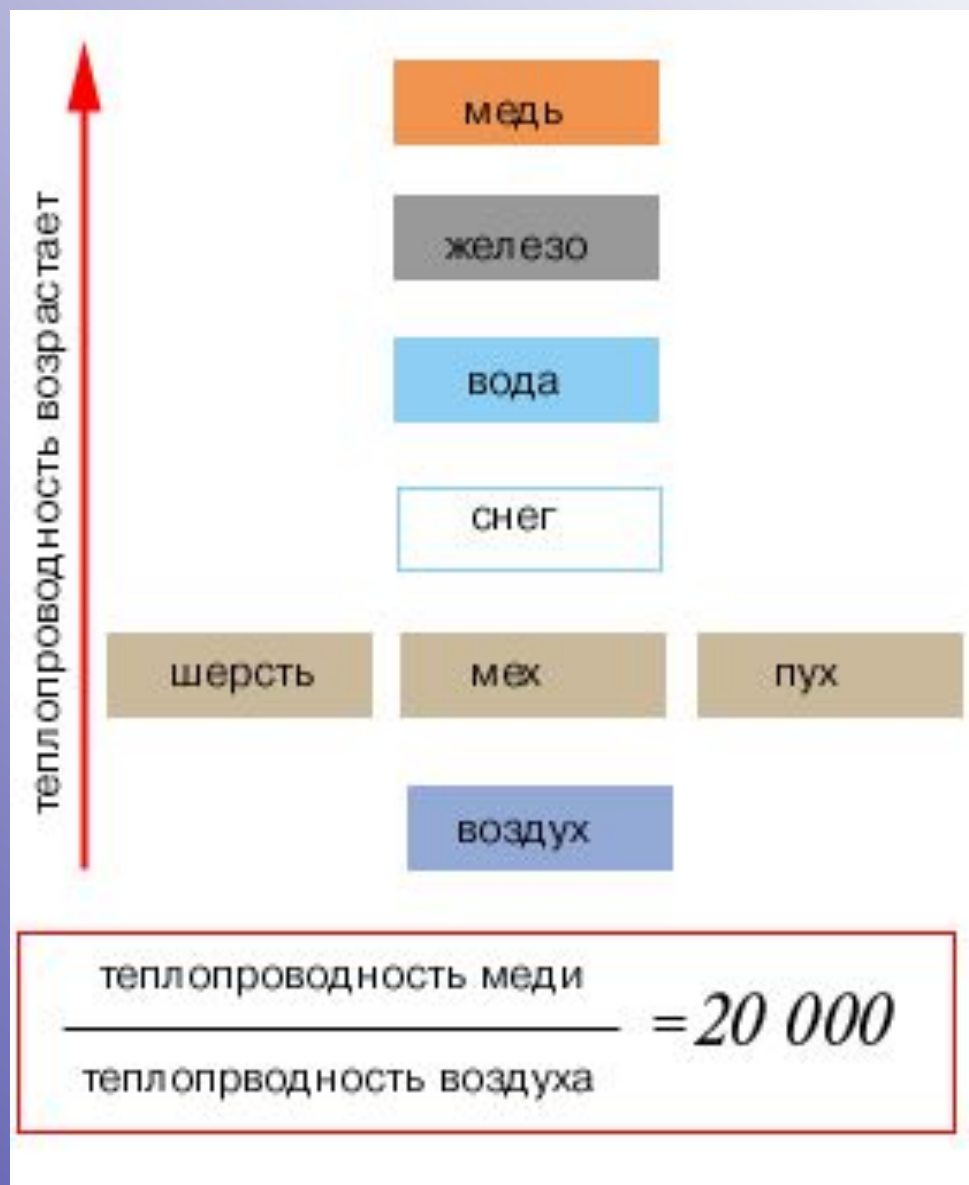 теплопроводность возрастает
медь
железо
вода
снег
шерсть мех пух
воздух
теплопроводность меди
= 20 000
теплопрводность воздуха